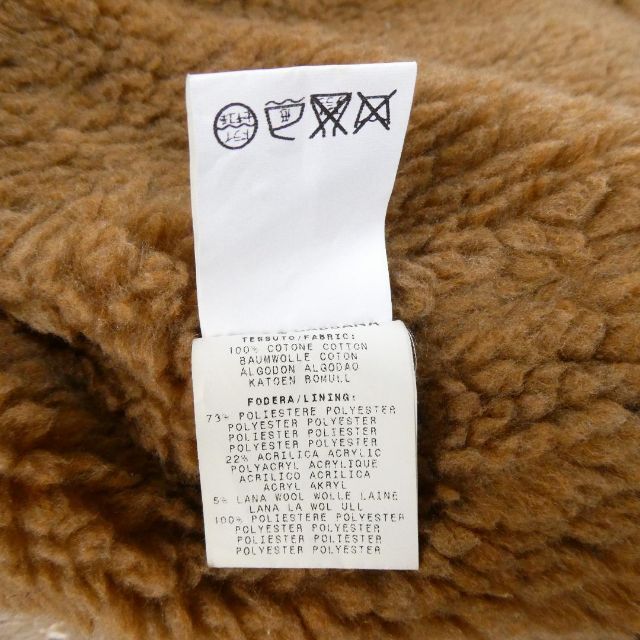 TESSUTO/FABRIC:
100% COTONE COTTON
BAUMWOLLE COTON
ALGODON ALGODAO
KATOEN BOMULL
FODERA/LINING:
73% POLIESTERE POLYESTER
POLYESTER POLYESTER
POLIESTER POLIESTER
POLYESTER POLYESTER
22% ACRILICA ACRYLIC
POLYACRYL ACRYLIQUE
ACRILICO ACRILICA
ACRYL AKRYL
5% LANA WOOL WOLLE LAINE
LANA LA WOL ULL
100% POLIESTERE POLYESTER
POLYESTER POLYESTER
POLIESTER POLIESTER
POLYESTER POLYESTER